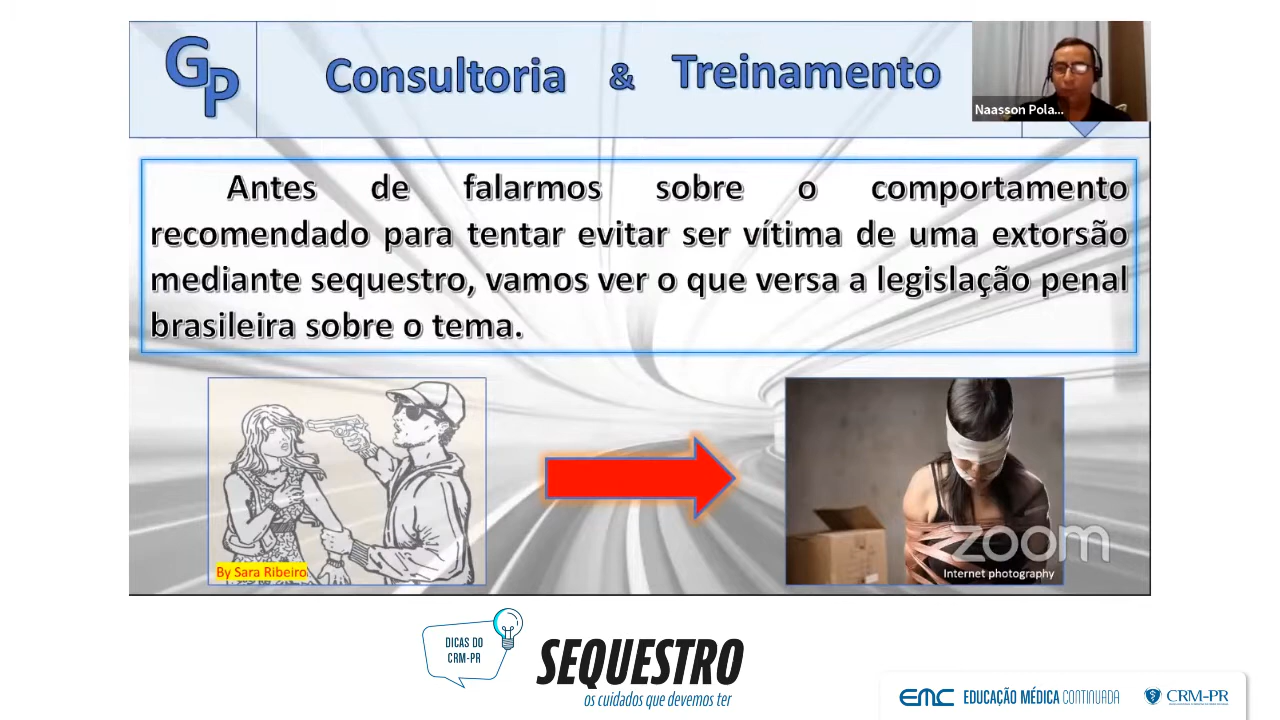 GP
Consultoria & Treinamento
Naasson Pola...
Antes de falarmos sobre o comportamento
recomendado para tentar evitar ser vítima de uma extorsão
mediante sequestro, vamos ver o que versa a legislação penal
brasileira sobre o tema.
By Sara Ribeiro
zoom
Internet photography
DICAS DO
CRM-PR
SEQUESTRO
os cuidados que devemos ter
EMC EDUCAÇÃO MÉDICA CONTINUADA
CRM-PR